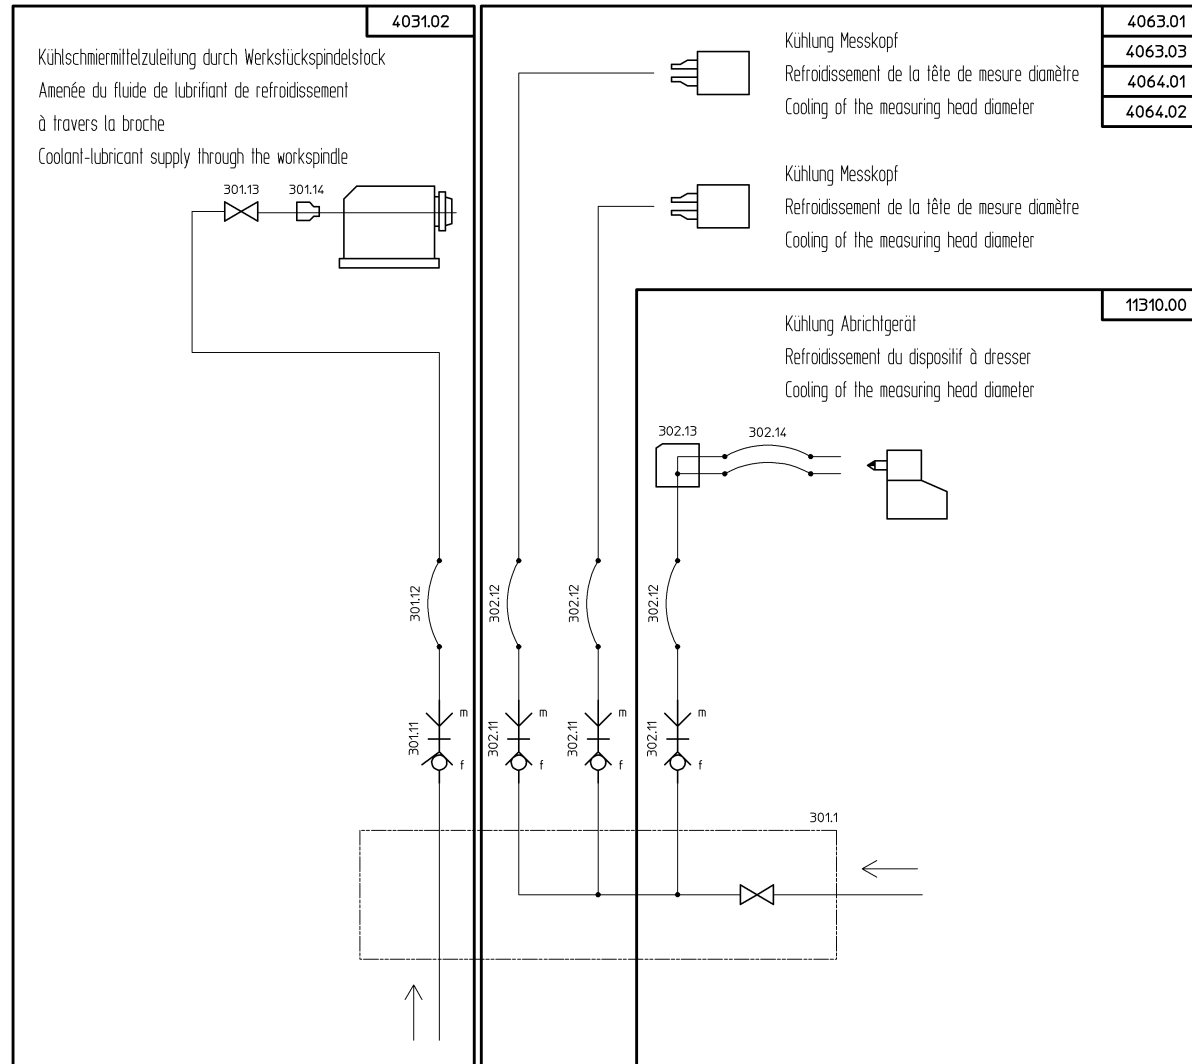 4031.02
Kühlschmiermittelzuleitung durch Werkstückspindelstock
Amenée du fluide de lubrifiant de refroidissement
à travers la broche
Coolant-lubricant supply through the workspindle
301.13
301.14
4063.01
4063.03
4064.01
4064.02
Kühlung Messkopf
Refroidissement de la tête de mesure diamètre
Cooling of the measuring head diameter
Kühlung Messkopf
Refroidissement de la tête de mesure diamètre
Cooling of the measuring head diameter
11310.00
Kühlung Abrichtgerät
Refroidissement du dispositif à dresser
Cooling of the measuring head diameter
302.13
302.14
301.12
302.12
302.12
302.12
301.11
m
f
302.11
m
f
302.11
m
f
302.11
m
f
301.1